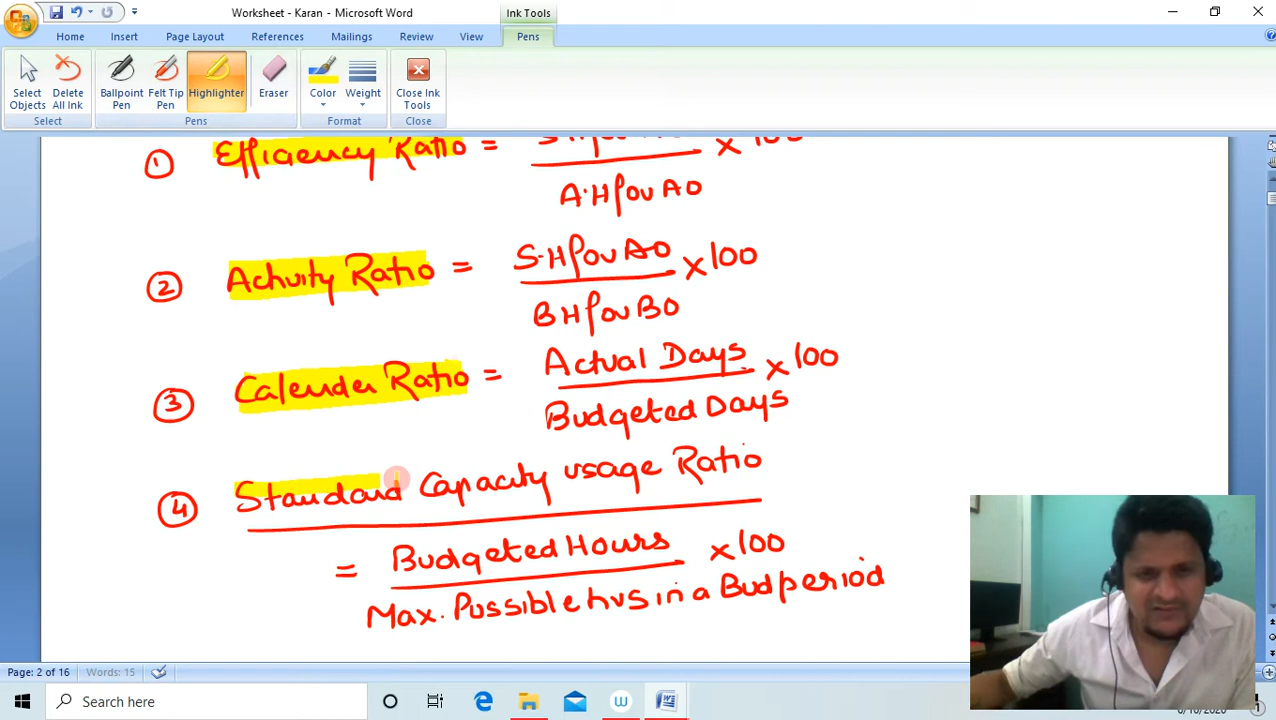 Worksheet - Karan - Microsoft Word
Ink Tools
Home Insert Page Layout References Mailings Review View Pens
Select Objects
Delete All Ink
Ballpoint Pen
Felt Tip Pen
Highlighter
Eraser
Color
Weight
Close Ink Tools
Select Pens Format Close
① Efficiency Ratio = × 100
A.HfouAO
② Activity Ratio = S.HfouAO × 100
BHfouBO
③ Calender Ratio = Actual Days × 100
Budgeted Days
④ Standard Capacity usage Ratio
= Budgeted Hours × 100
Max. Possible hrs in a Bud period
Page: 2 of 16 Words: 15
Search here